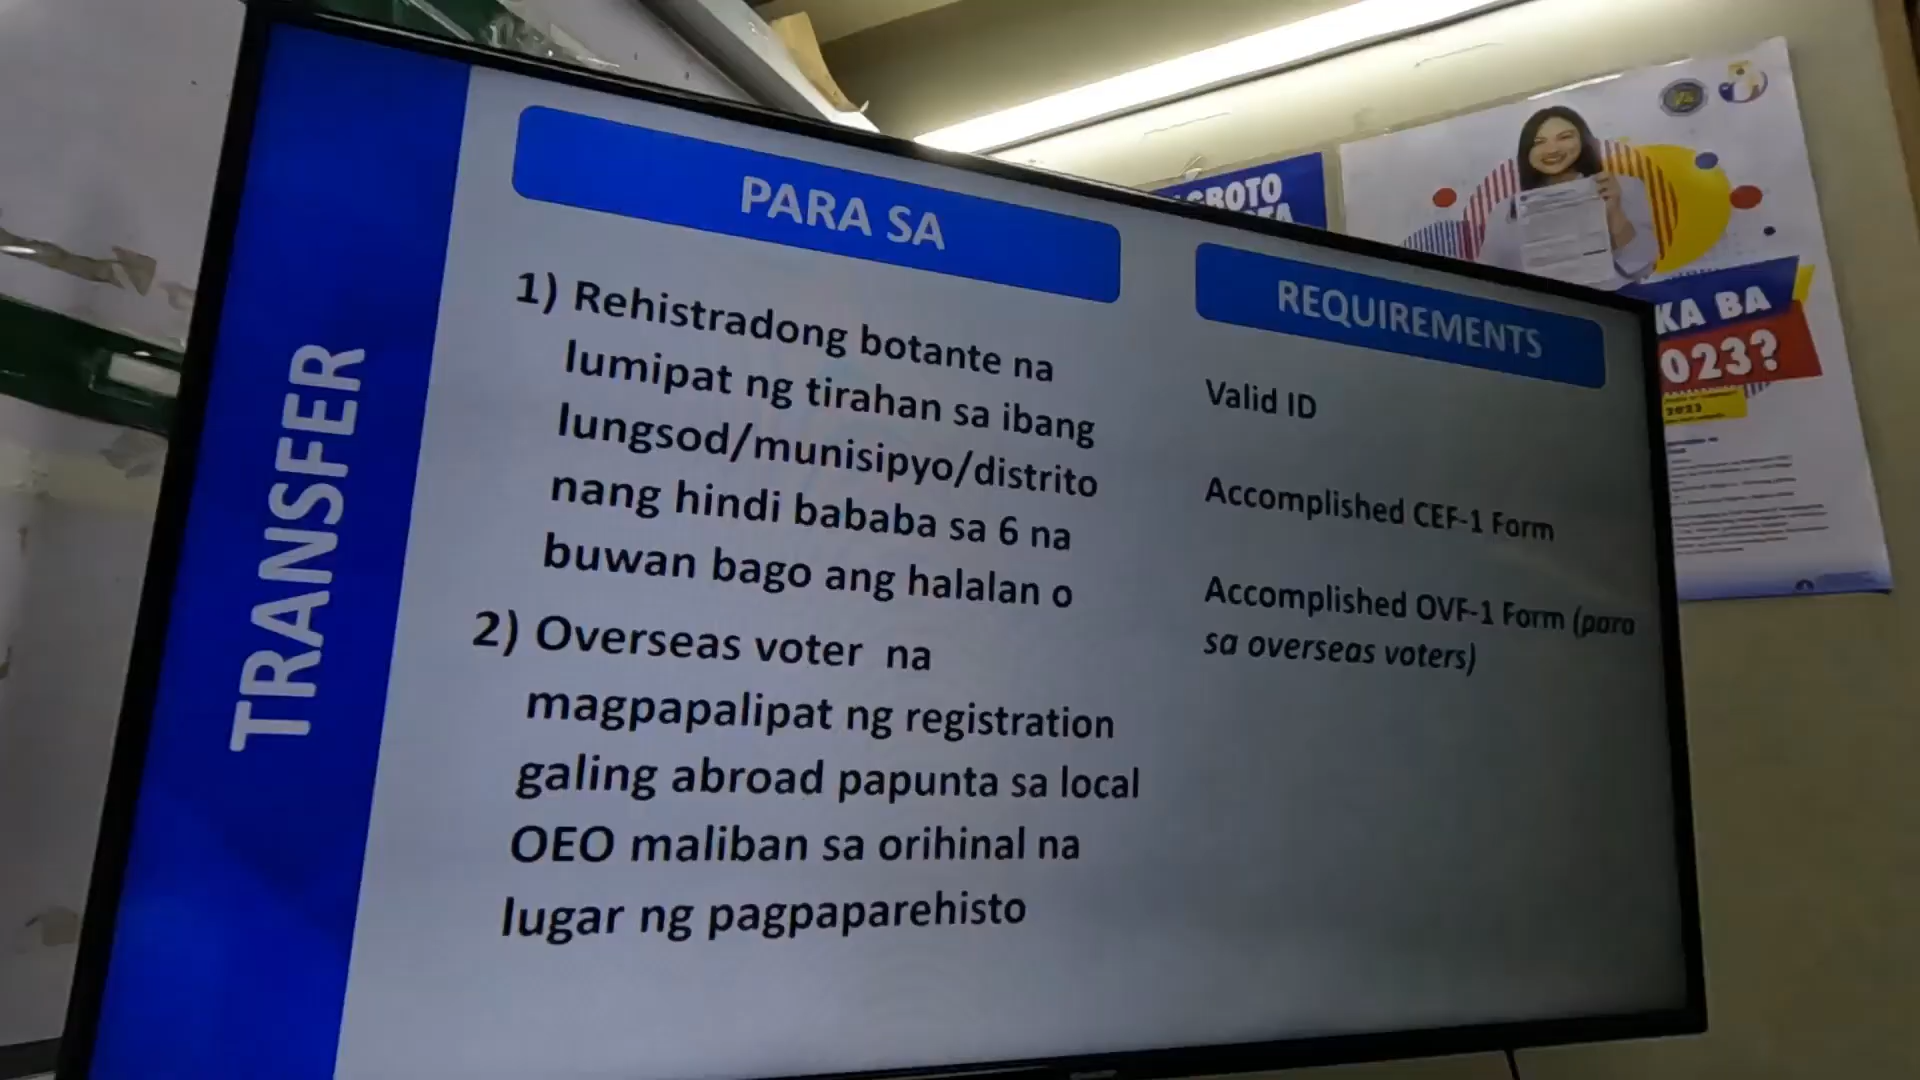 TRANSFER
PARA SA
1) Rehistradong botante na
lumipat ng tirahan sa ibang
lungsod/munisipyo/distrito
nang hindi bababa sa 6 na
buwan bago ang halalan o
2) Overseas voter na
magpapalipat ng registration
galing abroad papunta sa local
OEO maliban sa orihinal na
lugar ng pagpaparehisto
REQUIREMENTS
Valid ID
Accomplished CEF-1 Form
Accomplished OVF-1 Form (para
sa overseas voters)
KA BA
023?
2023